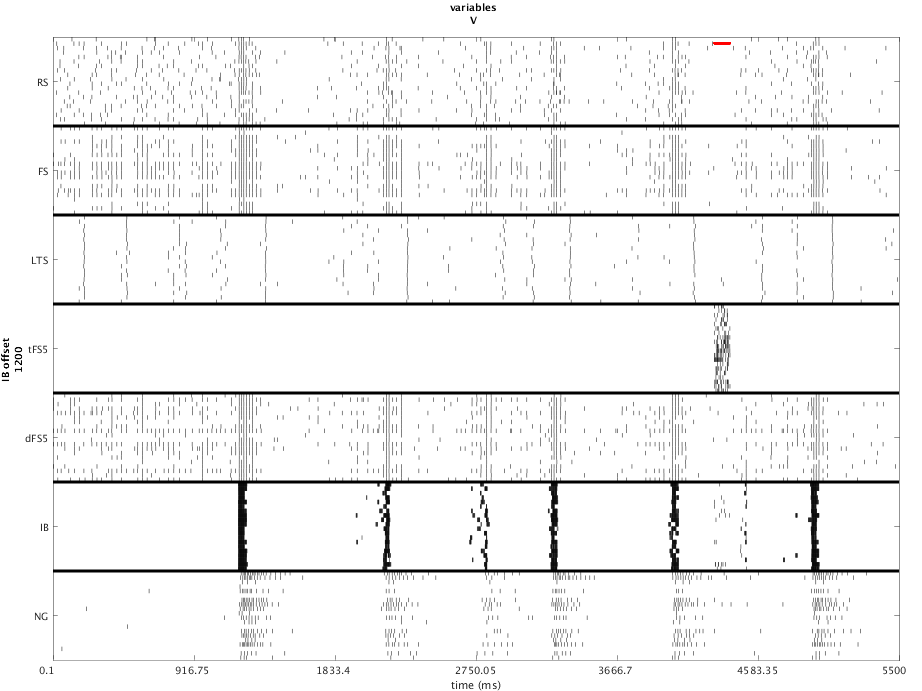 variables
V
RS
FS
LTS
tFS5
dFS5
IB
NG
IB offset
1200
0.1 916.75 1833.4 2750.05 3666.7 4583.35 5500
time (ms)